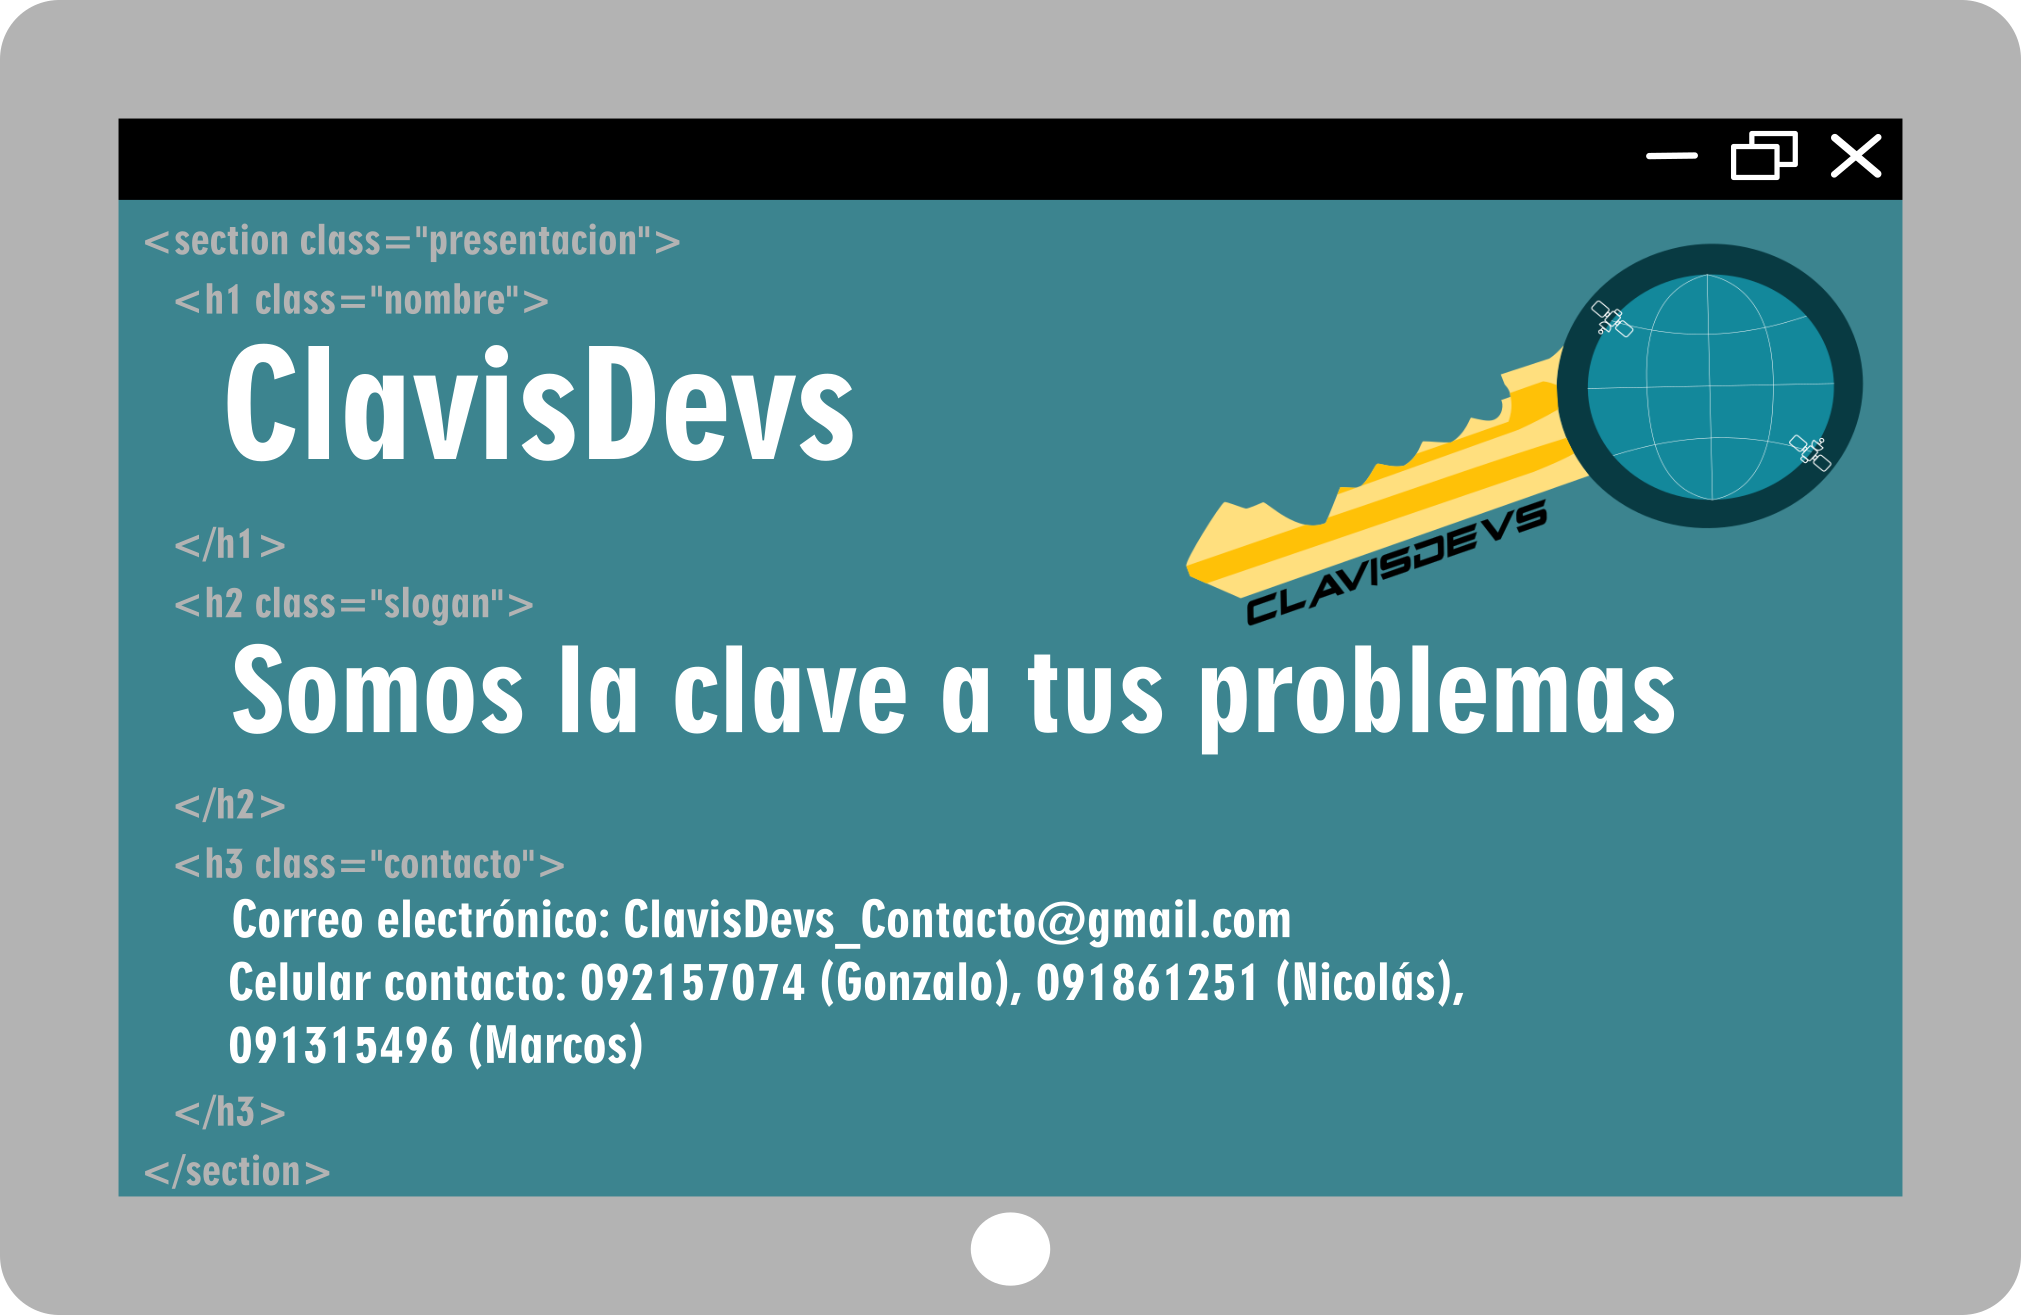 <section class="presentacion">
<h1 class="nombre">
ClavisDevs
</h1>
<h2 class="slogan">
CLAVISDEVS
Somos la clave a tus problemas
</h2>
<h3 class="contacto">
Correo electrónico: ClavisDevs_Contacto@gmail.com
Celular contacto: 092157074 (Gonzalo), 091861251 (Nicolás),
091315496 (Marcos)
</h3>
</section>